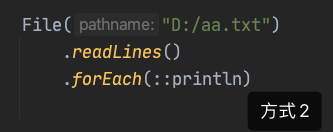 File(pathname:"D:/aa.txt")
.readLines()
.forEach(::println)
方式 2